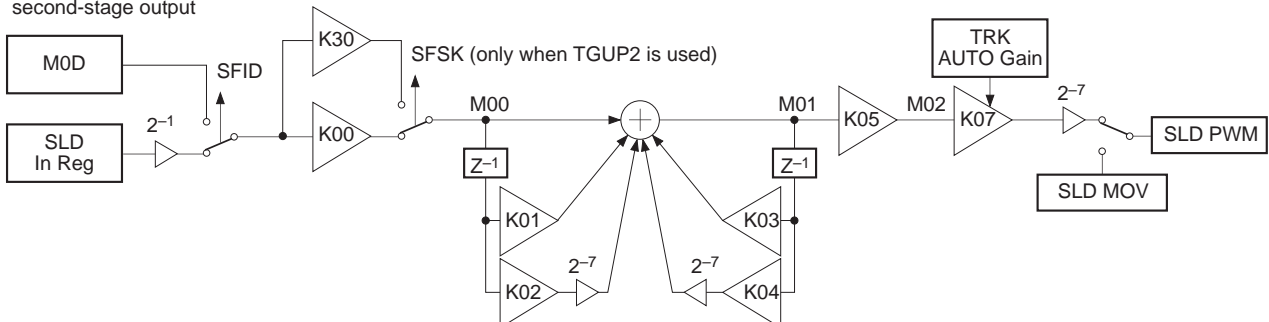 second-stage output
M0D
SFID
2–1
SLD
In Reg
K30
K00
SFSK (only when TGUP2 is used)
M00
Z–1
K01
K02
2–7
M01
Z–1
K03
K04
2–7
K05
M02
TRK
AUTO Gain
K07
2–7
SLD PWM
SLD MOV